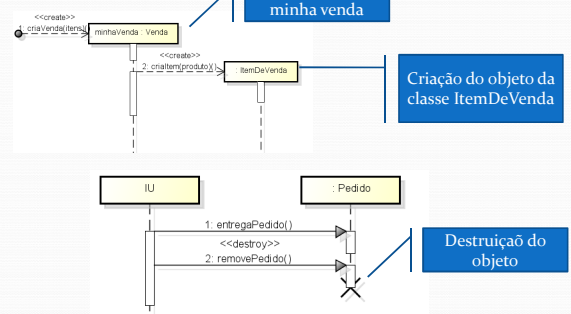 minha venda
<<create>>
1: criaVenda(itens)()
minhaVenda : Venda
<<create>>
2: criaItem(produto)()
: ItemDeVenda
Criação do objeto da
classe ItemDeVenda
IU
: Pedido
1: entregaPedido()
<<destroy>>
2: removePedido()
Destruiçaõ do
objeto